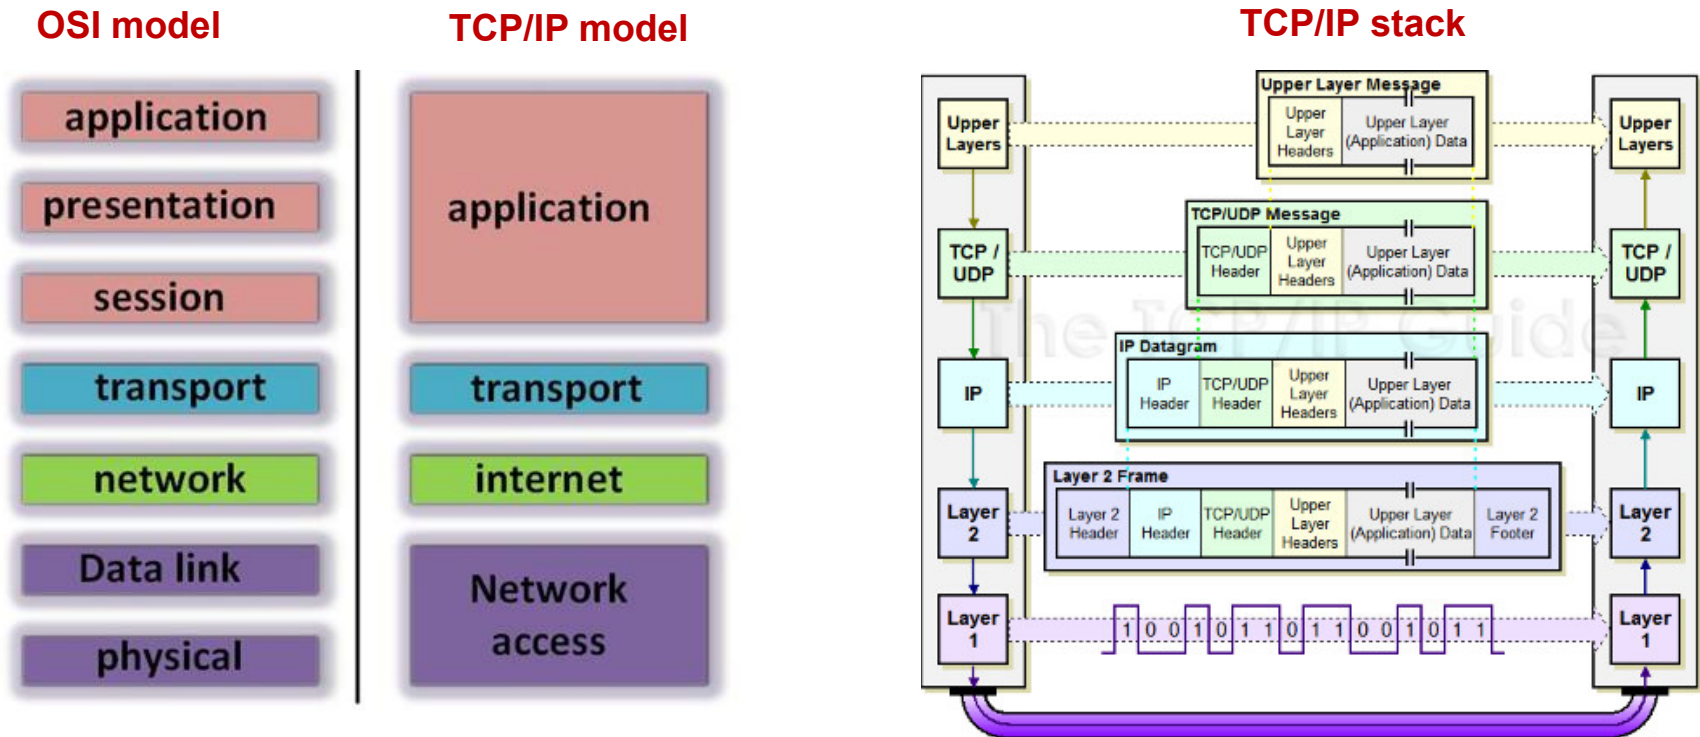 OSI model
TCP/IP model
TCP/IP stack
application
presentation
session
transport
network
Data link
physical
application
transport
internet
Network
access
Upper
Layers
TCP /
UDP
IP
Layer
2
Layer
1
Upper Layer Message
Upper
Layer
Headers
Upper Layer
(Application) Data
TCP/UDP Message
TCP/UDP
Header
Upper
Layer
Headers
Upper Layer
(Application) Data
The TCP/IP Guide
IP Datagram
IP
Header
TCP/UDP
Header
Upper
Layer
Headers
Upper Layer
(Application) Data
Layer 2 Frame
Layer 2
Header
IP
Header
TCP/UDP
Header
Upper
Layer
Headers
Upper Layer
(Application) Data
Layer 2
Footer
1 0 0 1 0 1 1 0 1 1 0 0 1 0 1 1
Upper
Layers
TCP /
UDP
IP
Layer
2
Layer
1